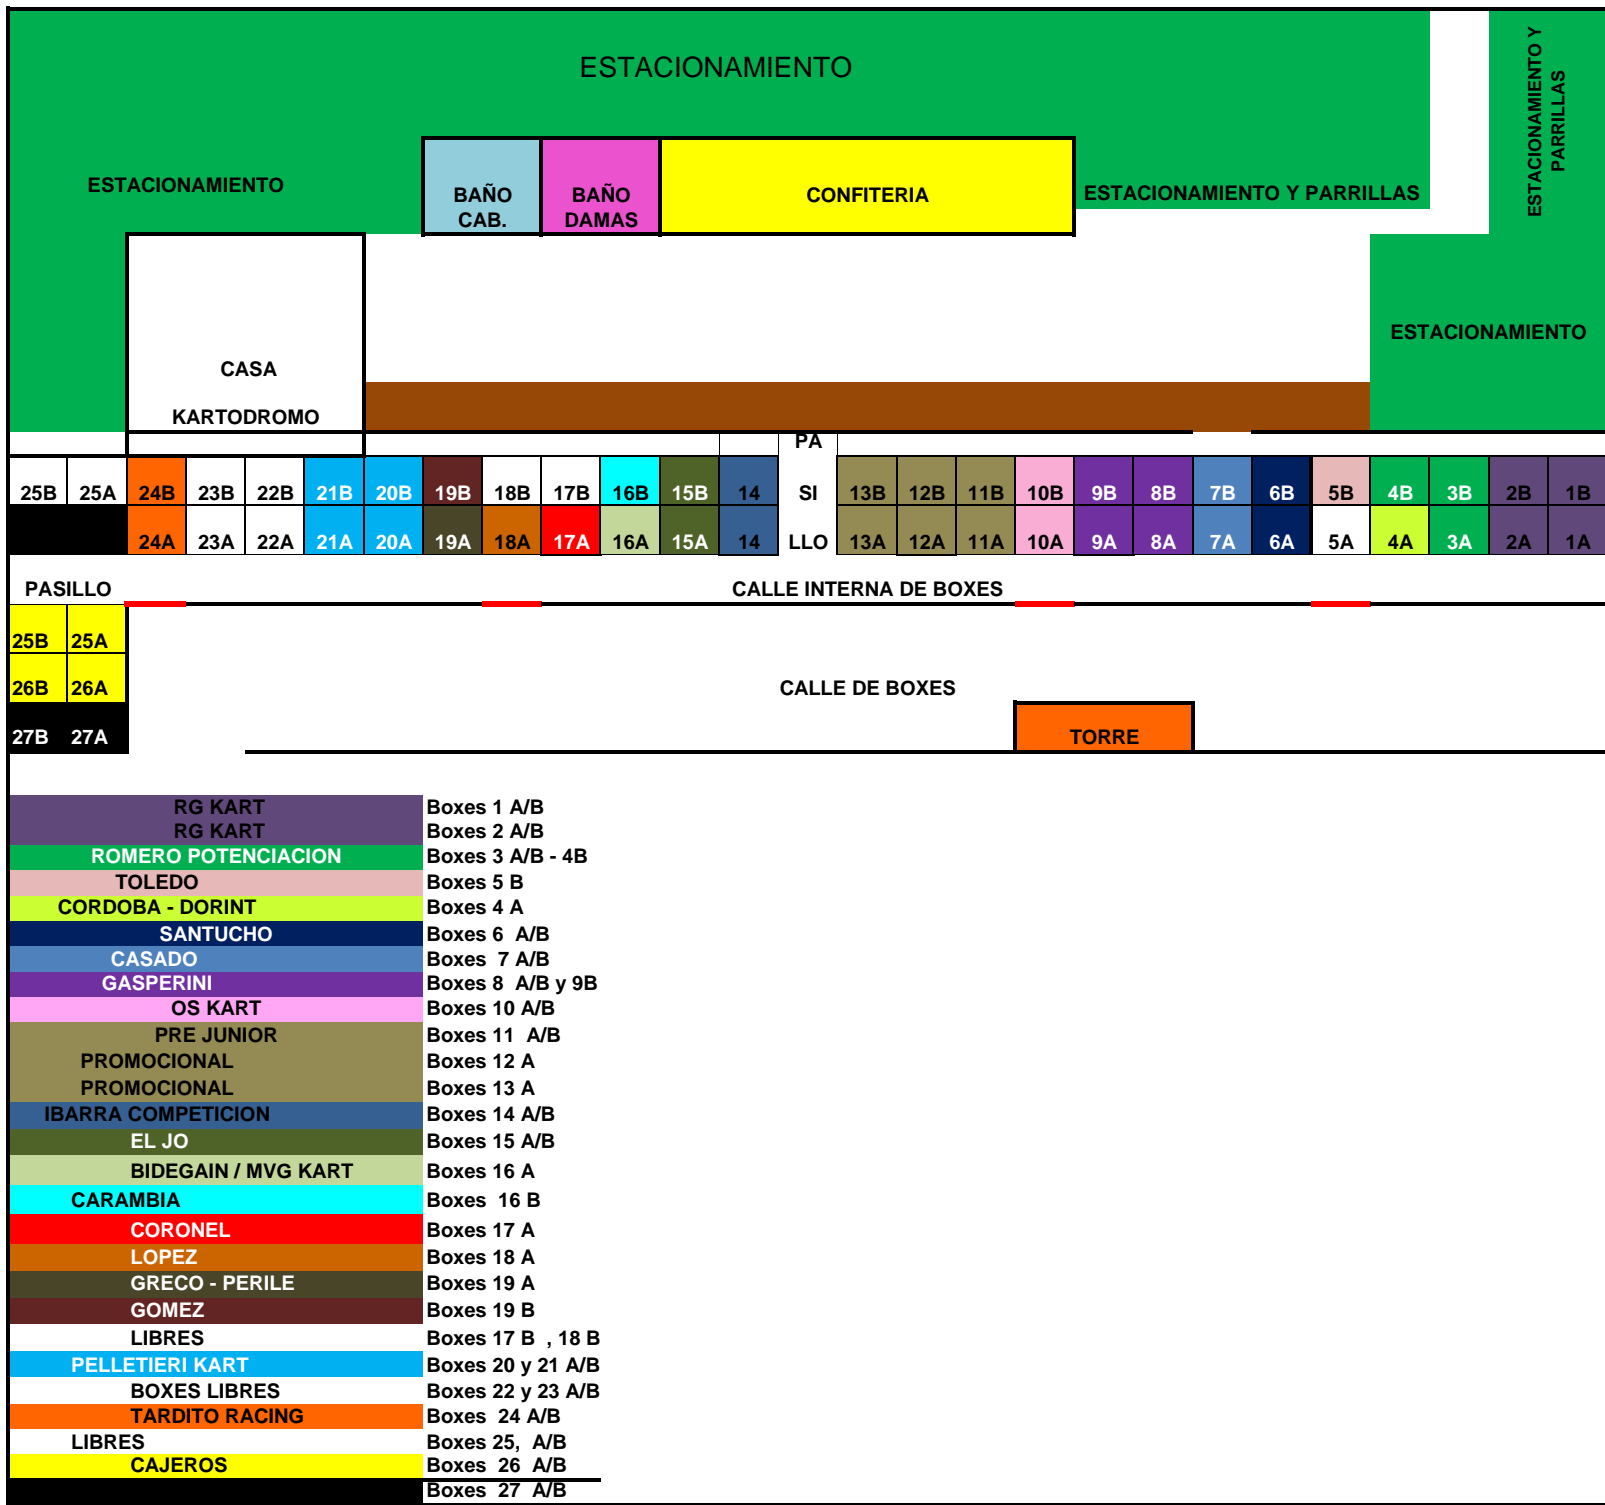 ESTACIONAMIENTO
ESTACIONAMIENTO Y
PARRILLAS
ESTACIONAMIENTO
BAÑO
CAB.
BAÑO
DAMAS
CONFITERIA
ESTACIONAMIENTO Y PARRILLAS
ESTACIONAMIENTO
CASA
KARTODROMO
PA
25B 25A 24B 23B 22B 21B 20B 19B 18B 17B 16B 15B 14 SI 13B 12B 11B 10B 9B 8B 7B 6B 5B 4B 3B 2B 1B
24A 23A 22A 21A 20A 19A 18A 17A 16A 15A 14 LLO 13A 12A 11A 10A 9A 8A 7A 6A 5A 4A 3A 2A 1A
PASILLO CALLE INTERNA DE BOXES
25B 25A
26B 26A CALLE DE BOXES
27B 27A TORRE
RG KART Boxes 1 A/B
RG KART Boxes 2 A/B
ROMERO POTENCIACION Boxes 3 A/B - 4B
TOLEDO Boxes 5 B
CORDOBA - DORINT Boxes 4 A
SANTUCHO Boxes 6 A/B
CASADO Boxes 7 A/B
GASPERINI Boxes 8 A/B y 9B
OS KART Boxes 10 A/B
PRE JUNIOR Boxes 11 A/B
PROMOCIONAL Boxes 12 A
PROMOCIONAL Boxes 13 A
IBARRA COMPETICION Boxes 14 A/B
EL JO Boxes 15 A/B
BIDEGAIN / MVG KART Boxes 16 A
CARAMBIA Boxes 16 B
CORONEL Boxes 17 A
LOPEZ Boxes 18 A
GRECO - PERILE Boxes 19 A
GOMEZ Boxes 19 B
LIBRES Boxes 17 B , 18 B
PELLETIERI KART Boxes 20 y 21 A/B
BOXES LIBRES Boxes 22 y 23 A/B
TARDITO RACING Boxes 24 A/B
LIBRES Boxes 25, A/B
CAJEROS Boxes 26 A/B
Boxes 27 A/B